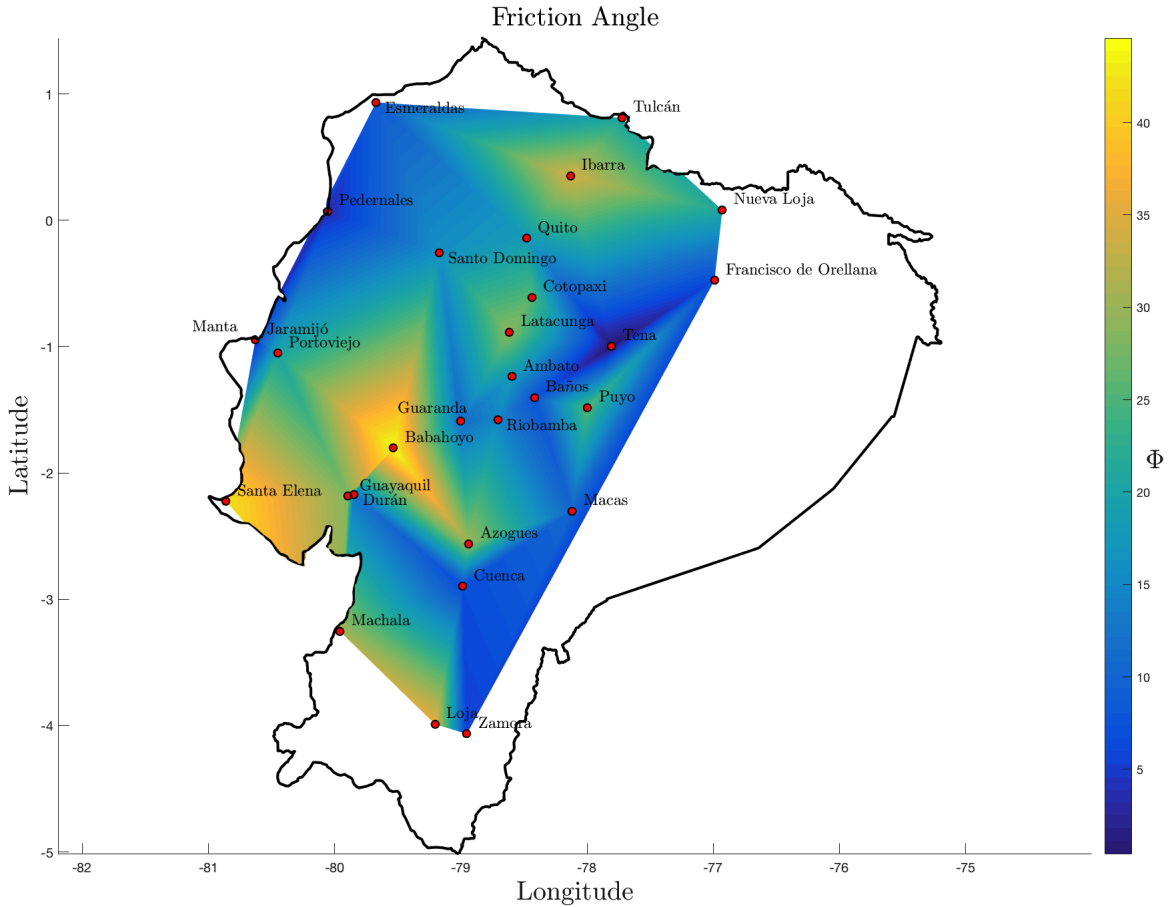 Friction Angle
Esmeraldas
Tulcán
Ibarra
Pedernales
Nueva Loja
Quito
Santo Domingo
Francisco de Orellana
Cotopaxi
Manta
Jaramijó
Latacunga
Tena
Portoviejo
Ambato
Baños
Puyo
Guaranda
Riobamba
Babahoyo
Santa Elena
Guayaquil
Durán
Macas
Azogues
Cuenca
Machala
Loja
Zamora
1
0
-1
-2
-3
-4
-5
Latitude
-82
-81
-80
-79
-78
-77
-76
-75
Longitude
40
35
30
25
20
15
10
5
Φ